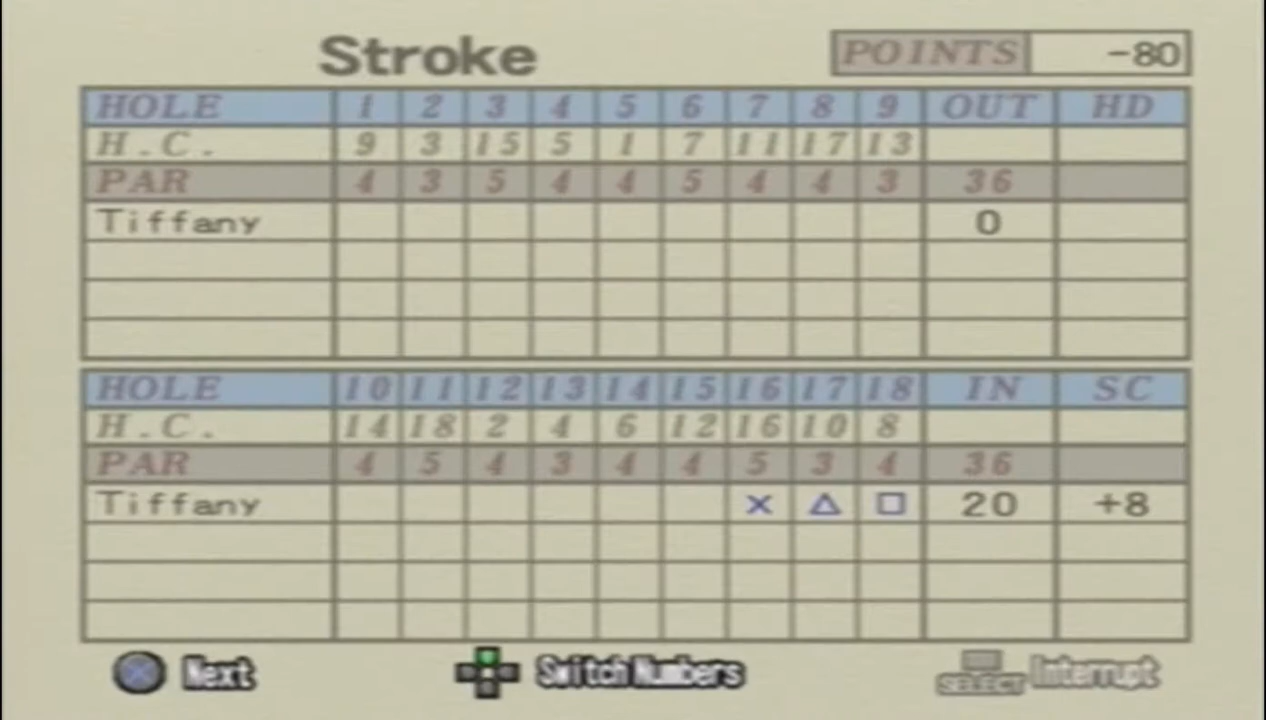 Stroke POINTS -80
HOLE 1 2 3 4 5 6 7 8 9 OUT HD
H.C. 9 3 15 5 1 7 11 17 13
PAR 4 3 5 4 4 5 4 4 3 36
Tiffany 0
HOLE 10 11 12 13 14 15 16 17 18 IN SC
H.C. 14 18 2 4 6 12 16 10 8
PAR 4 5 4 3 4 4 5 3 4 36
Tiffany × △ □ 20 +8
Next Switch Numbers SELECT Interrupt